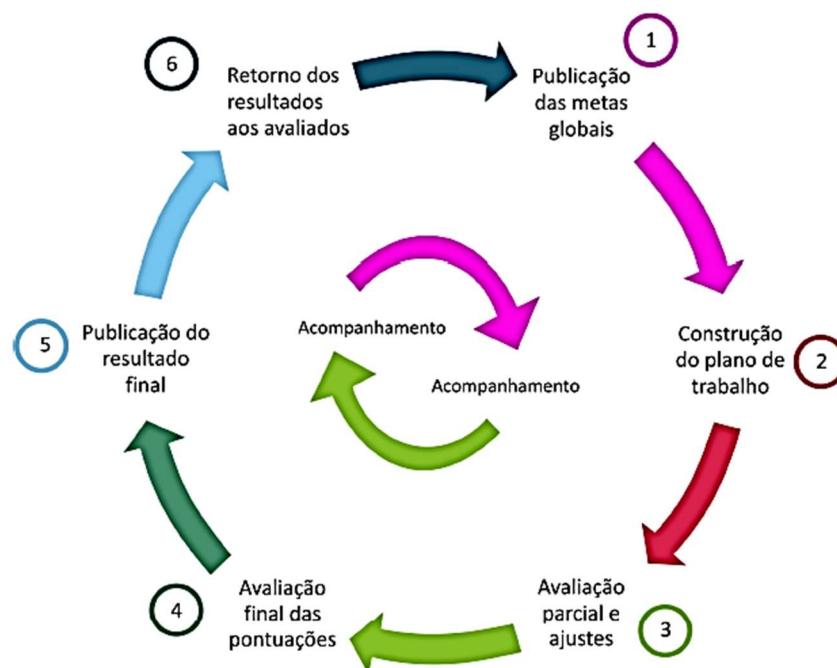 1
Publicação
das metas
globais
2
Construção
do plano de
trabalho
3
Avaliação
parcial e
ajustes
4
Avaliação
final das
pontuações
5
Publicação do
resultado
final
6
Retorno dos
resultados
aos avaliados
Acompanhamento
Acompanhamento